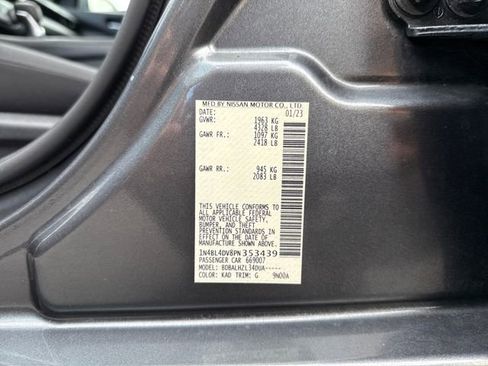 MFD.BY NISSAN MOTOR CO., LTD.
DATE: 01/23
GVWR: 1963 KG
4328 LB
GAWR FR.: 1097 KG
2418 LB
GAWR RR.: 945 KG
2083 LB
THIS VEHICLE CONFORMS TO
ALL APPLICABLE FEDERAL
MOTOR VEHICLE SAFETY,
BUMPER, AND THEFT
PREVENTION STANDARDS IN
EFFECT ON THE DATE OF
MANUFACTURE SHOWN ABOVE.
1N4BL4DV8PN353439
PASSENGER CAR 669007
MODEL: BDBALHZL34DUA-----
COLOR: KAD TRIM: G 9N00A